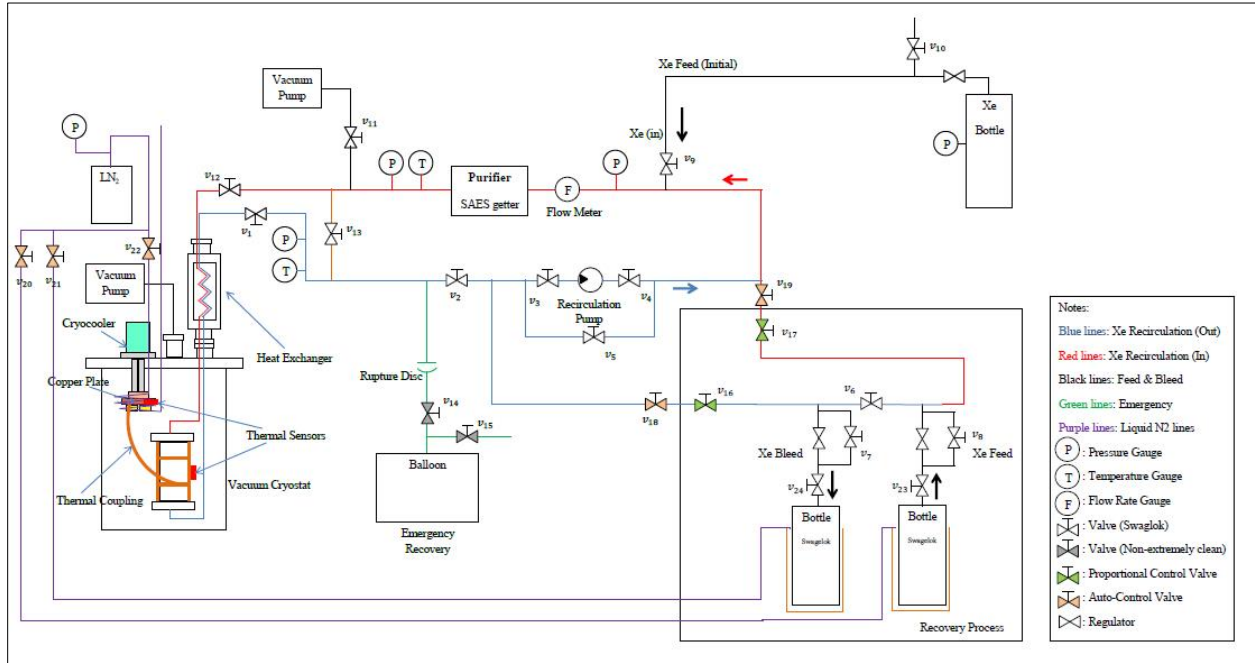 v10
Xe Feed (Initial)
Vacuum
Pump
Xe
Bottle
P
P
v11
Xe (in)
v9
LN2
v12
P
T
Purifier
SAES getter
F
Flow Meter
P
v1
v13
P
T
v22
v20
v21
Vacuum
Pump
v2
v3
v4
Recirculation
Pump
v5
v19
v17
Cryocooler
Heat Exchanger
Copper Plate
Rupture Disc
v14
v15
v18
v16
v6
Thermal Sensors
Xe Bleed
v7
v8
Xe Feed
Balloon
Vacuum Cryostat
Thermal Coupling
v24
v23
Emergency
Recovery
Bottle
Swagelok
Bottle
Swagelok
Recovery Process
Notes:
Blue lines: Xe Recirculation (Out)
Red lines: Xe Recirculation (In)
Black lines: Feed & Bleed
Green lines: Emergency
Purple lines: Liquid N2 lines
P : Pressure Gauge
T : Temperature Gauge
F : Flow Rate Gauge
: Valve (Swaglok)
: Valve (Non-extremely clean)
: Proportional Control Valve
: Auto-Control Valve
: Regulator